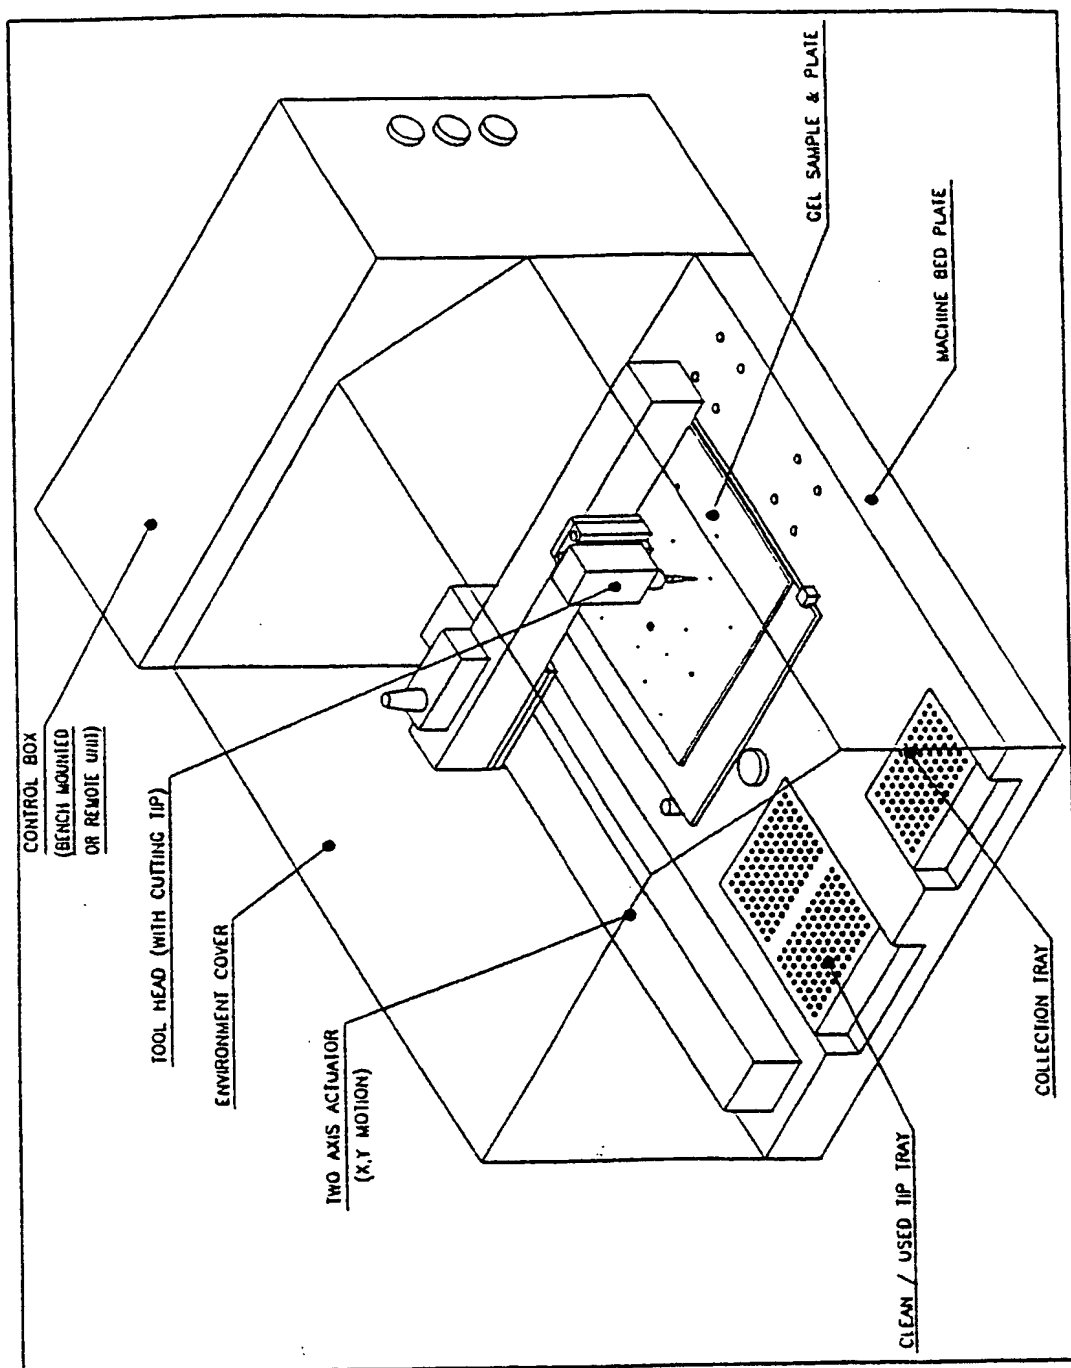 CONTROL BOX
(BENCH MOUNTED
OR REMOTE UNIT)
TOOL HEAD (WITH CUTTING TIP)
ENVIRONMENT COVER
TWO AXIS ACTUATOR
(X,Y MOTION)
CLEAN / USED TIP TRAY
COLLECTION TRAY
MACHINE BED PLATE
GEL SAMPLE & PLATE